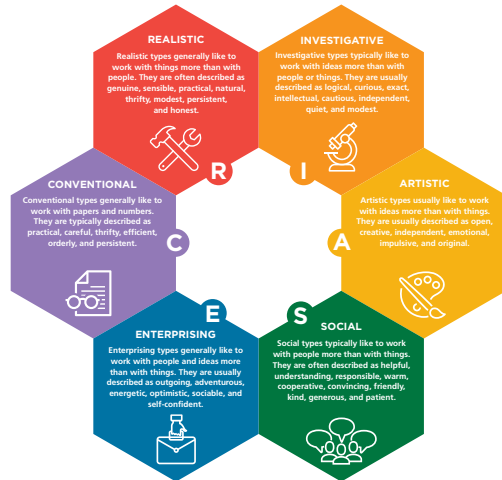 REALISTIC
Realistic types generally like to
work with things more than with
people. They are often described as
genuine, sensible, practical, natural,
thrifty, modest, persistent,
and honest.
R
INVESTIGATIVE
Investigative types typically like to
work with ideas more than with
people or things. They are usually
described as logical, curious, exact,
intellectual, cautious, independent,
quiet, and modest.
I
CONVENTIONAL
Conventional types generally like to
work with papers and numbers.
They are typically described as
practical, careful, thrifty, efficient,
orderly, and persistent.
C
ARTISTIC
Artistic types usually like to work
with ideas more than with things.
They are usually described as open,
creative, independent, emotional,
impulsive, and original.
A
E
ENTERPRISING
Enterprising types generally like to
work with people and ideas more
than with things. They are usually
described as outgoing, adventurous,
energetic, optimistic, sociable, and
self-confident.
S
SOCIAL
Social types typically like to work
with people more than with things.
They are often described as helpful,
understanding, responsible, warm,
cooperative, convincing, friendly,
kind, generous, and patient.